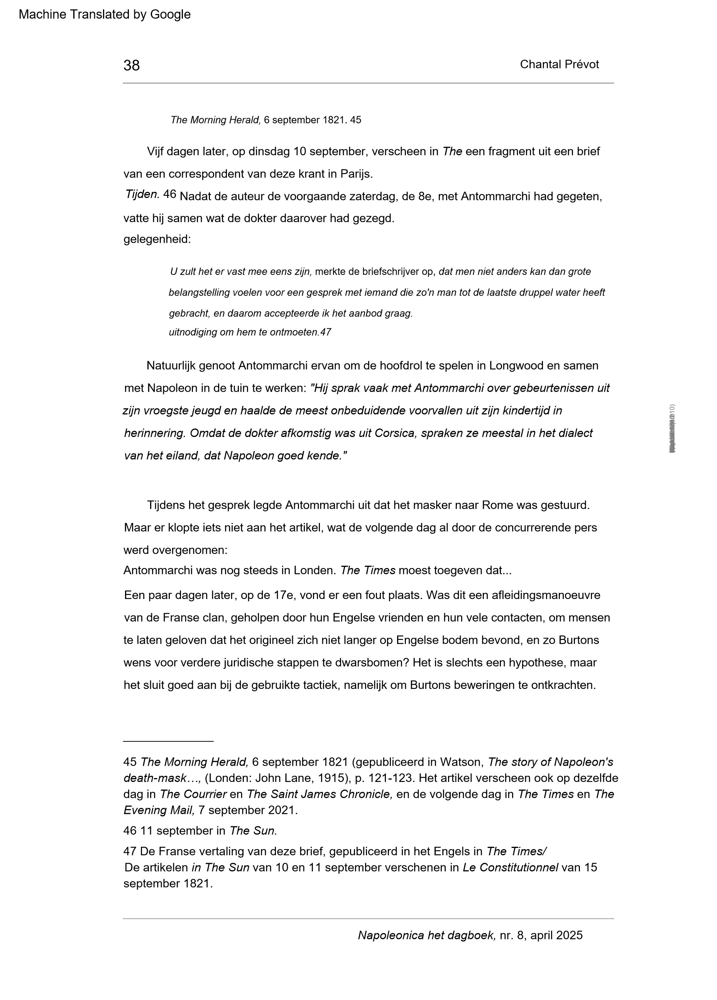 Machine Translated by Google
38
Chantal Prévot
The Morning Herald, 6 september 1821. 45
Vijf dagen later, op dinsdag 10 september, verscheen in The een fragment uit een brief
van een correspondent van deze krant in Parijs.
Tijden. 46 Nadat de auteur de voorgaande zaterdag, de 8e, met Antommarchi had gegeten,
vatte hij samen wat de dokter daarover had gezegd.
gelegenheid:
U zult het er vast mee eens zijn, merkte de briefschrijver op, dat men niet anders kan dan grote
belangstelling voelen voor een gesprek met iemand die zo'n man tot de laatste druppel water heeft
gebracht, en daarom accepteerde ik het aanbod graag.
uitnodiging om hem te ontmoeten.47
Natuurlijk genoot Antommarchi ervan om de hoofdrol te spelen in Longwood en samen
met Napoleon in de tuin te werken: "Hij sprak vaak met Antommarchi over gebeurtenissen uit
zijn vroegste jeugd en haalde de meest onbeduidende voorvallen uit zijn kindertijd in
herinnering. Omdat de dokter afkomstig was uit Corsica, spraken ze meestal in het dialect
van het eiland, dat Napoleon goed kende."
Tijdens het gesprek legde Antommarchi uit dat het masker naar Rome was gestuurd.
Maar er klopte iets niet aan het artikel, wat de volgende dag al door de concurrerende pers
werd overgenomen:
Antommarchi was nog steeds in Londen. The Times moest toegeven dat...
Een paar dagen later, op de 17e, vond er een fout plaats. Was dit een afleidingsmanoeuvre
van de Franse clan, geholpen door hun Engelse vrienden en hun vele contacten, om mensen
te laten geloven dat het origineel zich niet langer op Engelse bodem bevond, en zo Burtons
wens voor verdere juridische stappen te dwarsbomen? Het is slechts een hypothese, maar
het sluit goed aan bij de gebruikte tactiek, namelijk om Burtons beweringen te ontkrachten.
45 The Morning Herald, 6 september 1821 (gepubliceerd in Watson, The story of Napoleon's
death-mask…, (Londen: John Lane, 1915), p. 121-123. Het artikel verscheen ook op dezelfde
dag in The Courrier en The Saint James Chronicle, en de volgende dag in The Times en The
Evening Mail, 7 september 2021.
46 11 september in The Sun.
47 De Franse vertaling van deze brief, gepubliceerd in het Engels in The Times/
De artikelen in The Sun van 10 en 11 september verschenen in Le Constitutionnel van 15
september 1821.
Napoleonica het dagboek, nr. 8, april 2025